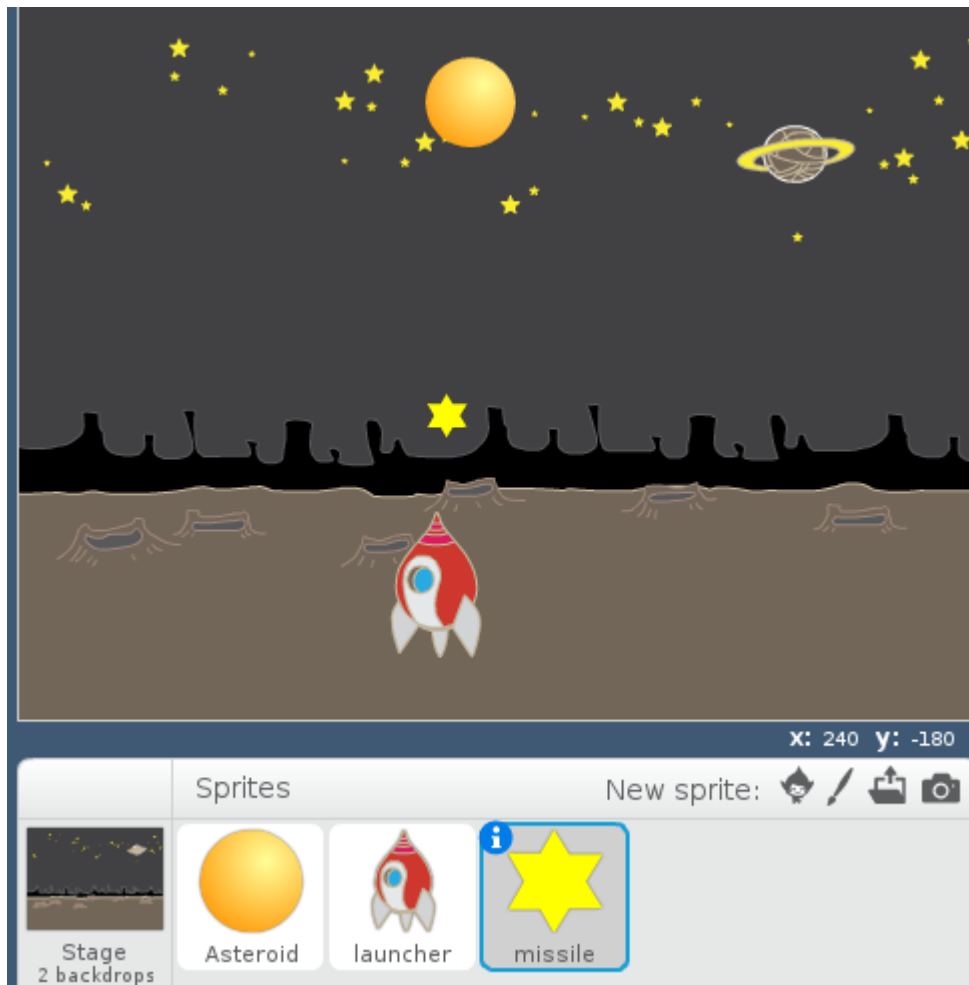 x: 240 y: -180
Sprites
New sprite:
Asteroid
launcher
missile
Stage
2 backdrops